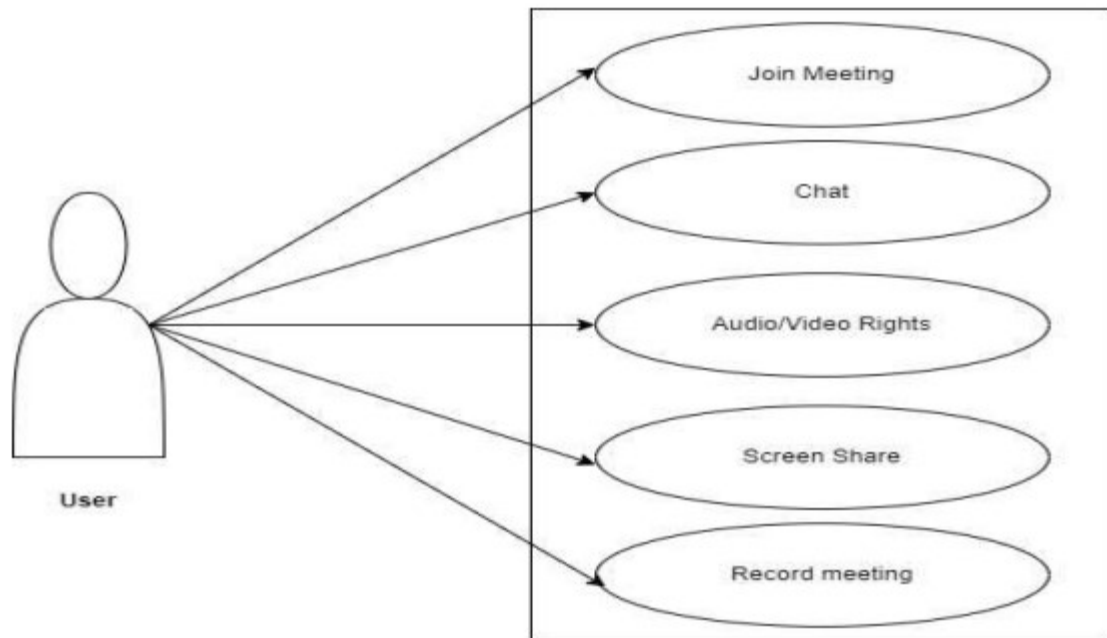 Join Meeting
Chat
Audio/Video Rights
Screen Share
User
Record meeting